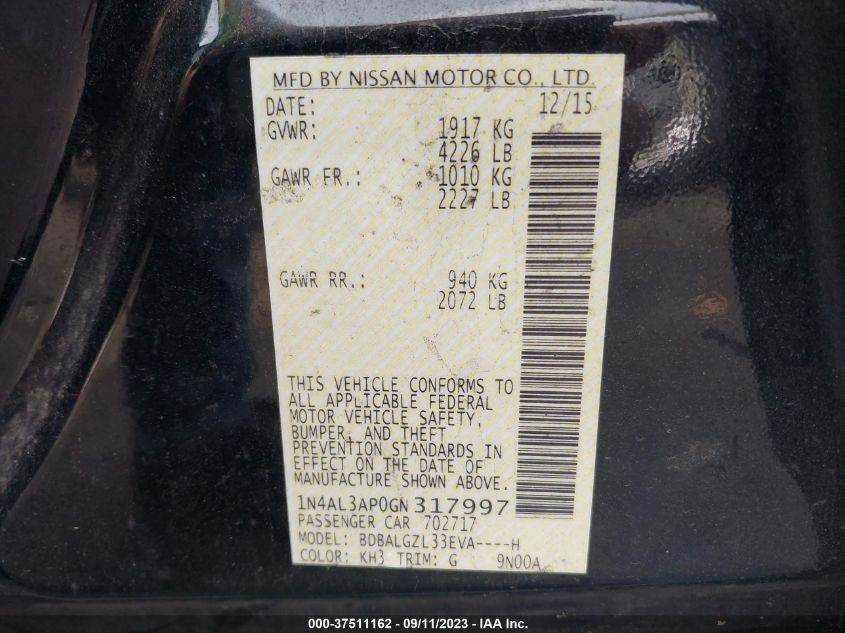 MFD BY NISSAN MOTOR CO., LTD.
DATE: 12/15
GVWR: 1917 KG
4226 LB
GAWR FR.: 1010 KG
2227 LB
GAWR RR.: 940 KG
2072 LB
THIS VEHICLE CONFORMS TO
ALL APPLICABLE FEDERAL
MOTOR VEHICLE SAFETY,
BUMPER, AND THEFT
PREVENTION STANDARDS IN
EFFECT ON THE DATE OF
MANUFACTURE SHOWN ABOVE.
1N4AL3AP0GN317997
PASSENGER CAR 702717
MODEL: BDBALGZL33EVA----H
COLOR: KH3 TRIM: G 9N00A
000-37511162 - 09/11/2023 - IAA Inc.